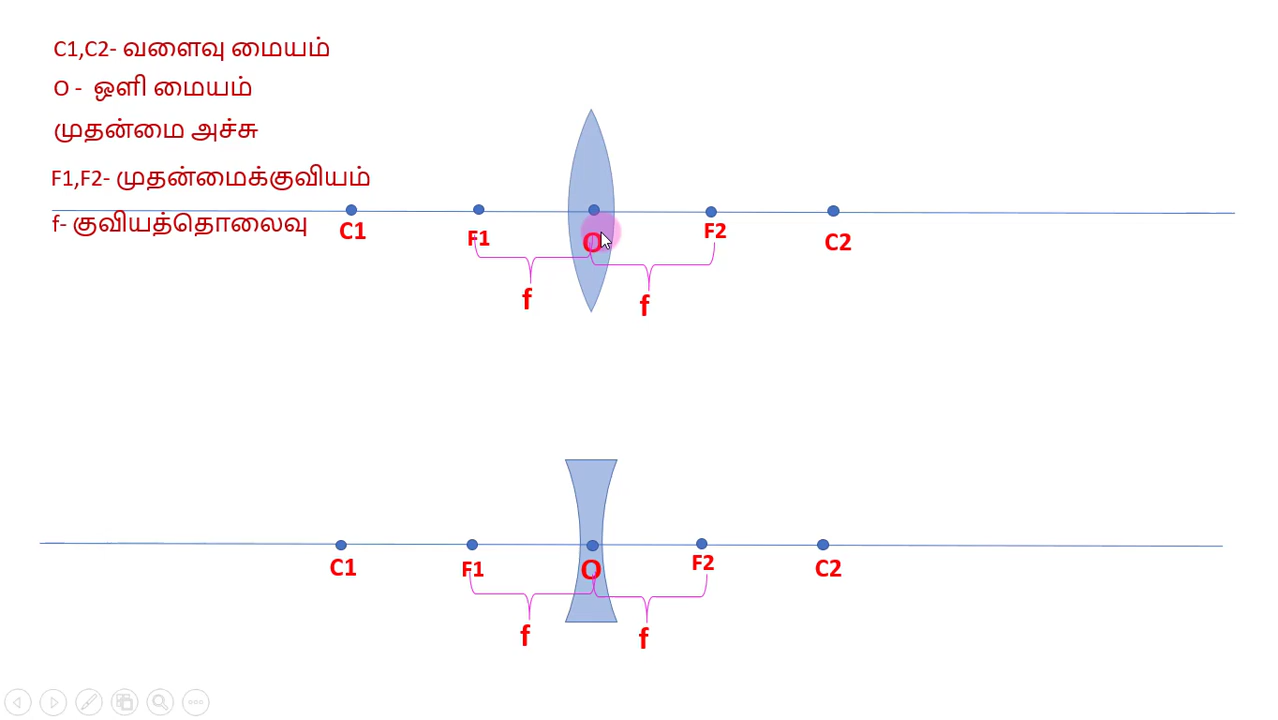 C1,C2- வளைவு மையம்
O - ஒளி மையம்
முதன்மை அச்சு
F1,F2- முதன்மைக்குவியம்
f- குவியத்தொலைவு
C1 F1 O F2 C2
f f
C1 F1 O F2 C2
f f